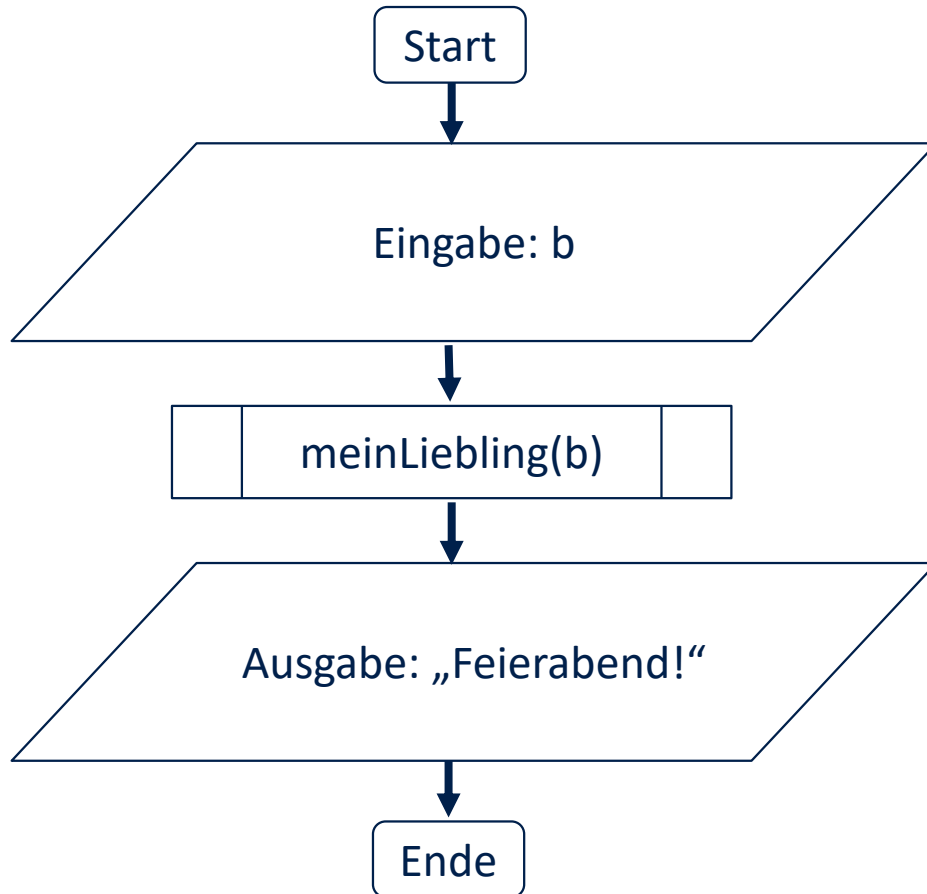 Start
Eingabe: b
meinLiebling(b)
Ausgabe: „Feierabend!“
Ende